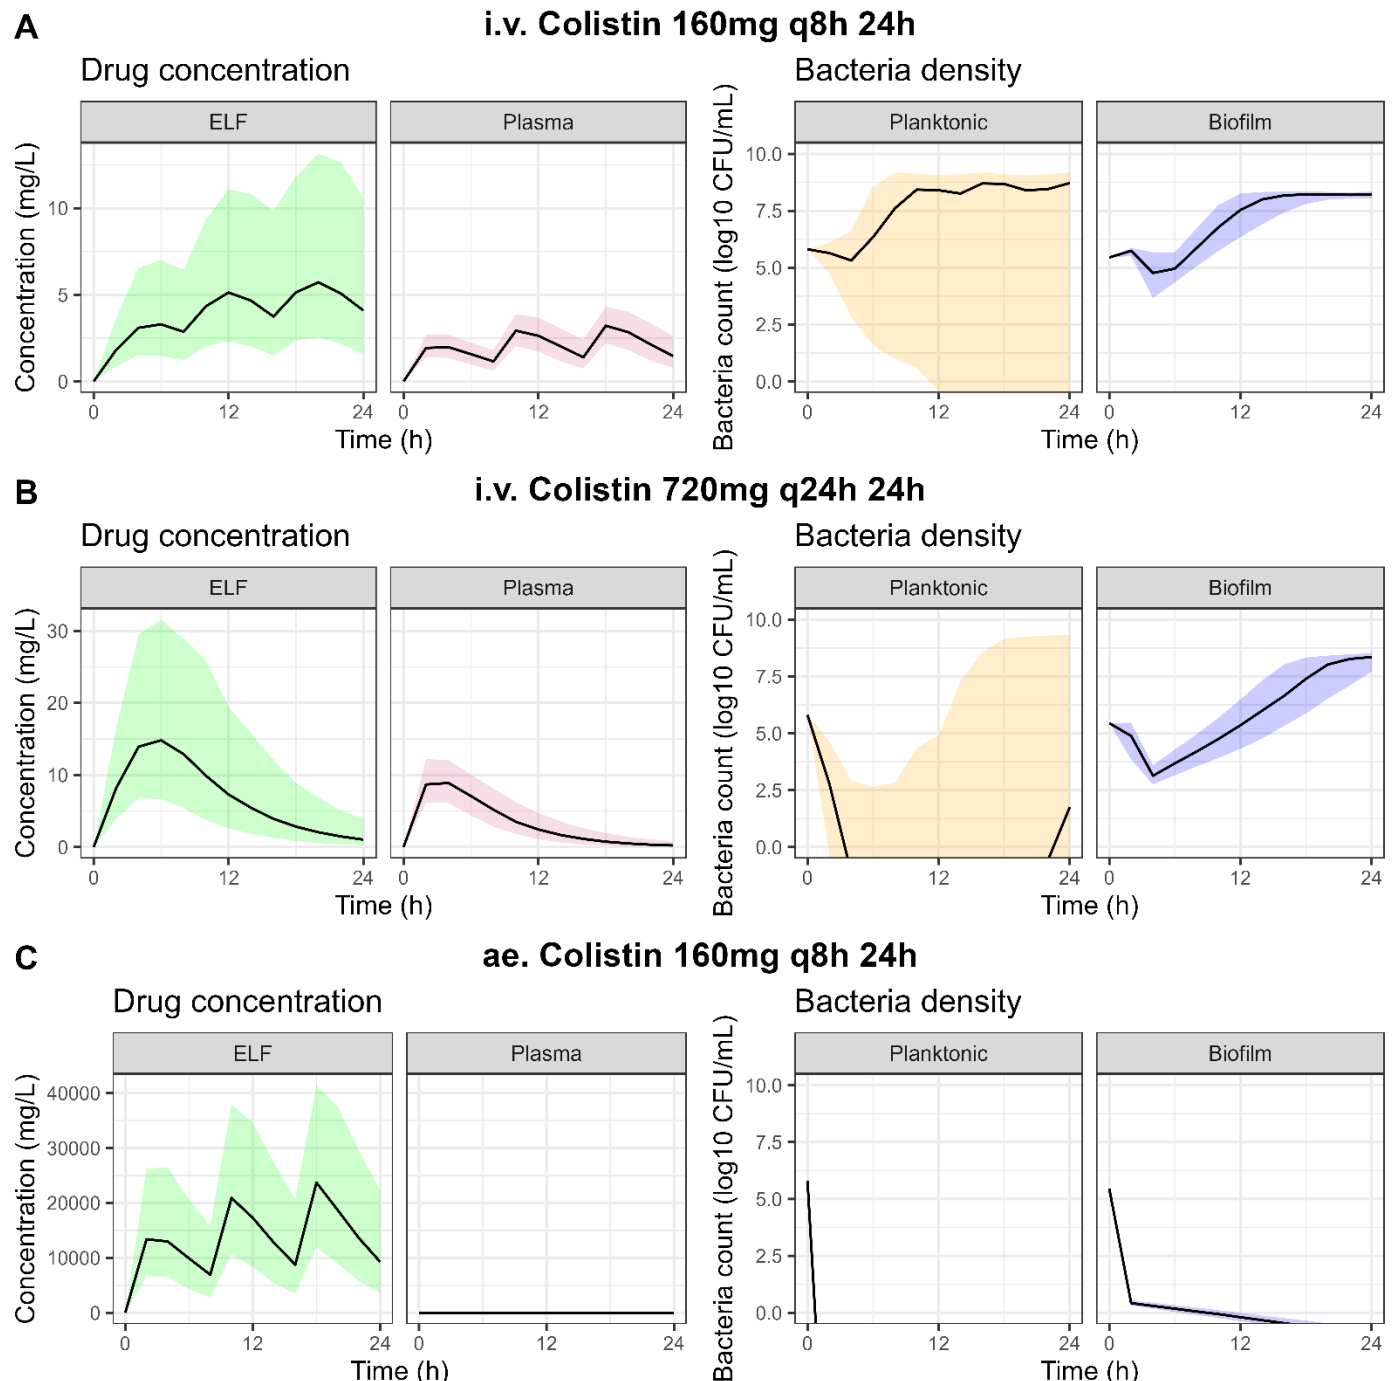 A
i.v. Colistin 160mg q8h 24h
Drug concentration
Bacteria density
ELF
Plasma
Planktonic
Biofilm
Concentration (mg/L)
10
5
0
Bacteria count (log10 CFU/mL)
10.0
7.5
5.0
2.5
0.0
0 12 24
0 12 24
0 12 24
0 12 24
Time (h)
Time (h)
B
i.v. Colistin 720mg q24h 24h
Drug concentration
Bacteria density
ELF
Plasma
Planktonic
Biofilm
Concentration (mg/L)
30
20
10
0
Bacteria count (log10 CFU/mL)
10.0
7.5
5.0
2.5
0.0
0 12 24
0 12 24
0 12 24
0 12 24
Time (h)
Time (h)
C
ae. Colistin 160mg q8h 24h
Drug concentration
Bacteria density
ELF
Plasma
Planktonic
Biofilm
Concentration (mg/L)
40000
30000
20000
10000
0
Bacteria count (log10 CFU/mL)
10.0
7.5
5.0
2.5
0.0
0 12 24
0 12 24
0 12 24
0 12 24
Time (h)
Time (h)